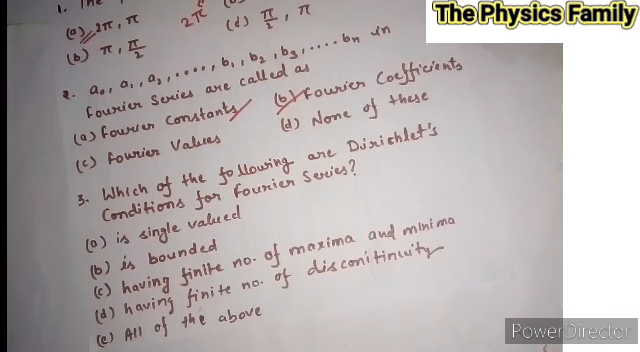 The Physics Family
1. The
(a) 2π, π
2π
(b) π, π/2
(d) π/2, π
2. a₀, a₁, a₂, ....., b₁, b₂, b₃, .... bn in
Fourier Series are called as
(a) Fourier Constants
(b) Fourier Coefficients
(c) Fourier Values
(d) None of these
3. Which of the following are Dirichlet's
Conditions for Fourier Series?
(a) is single valued
(b) is bounded
(c) having finite no. of maxima and minima
(d) having finite no. of discontinuity
(e) All of the above
PowerDirector